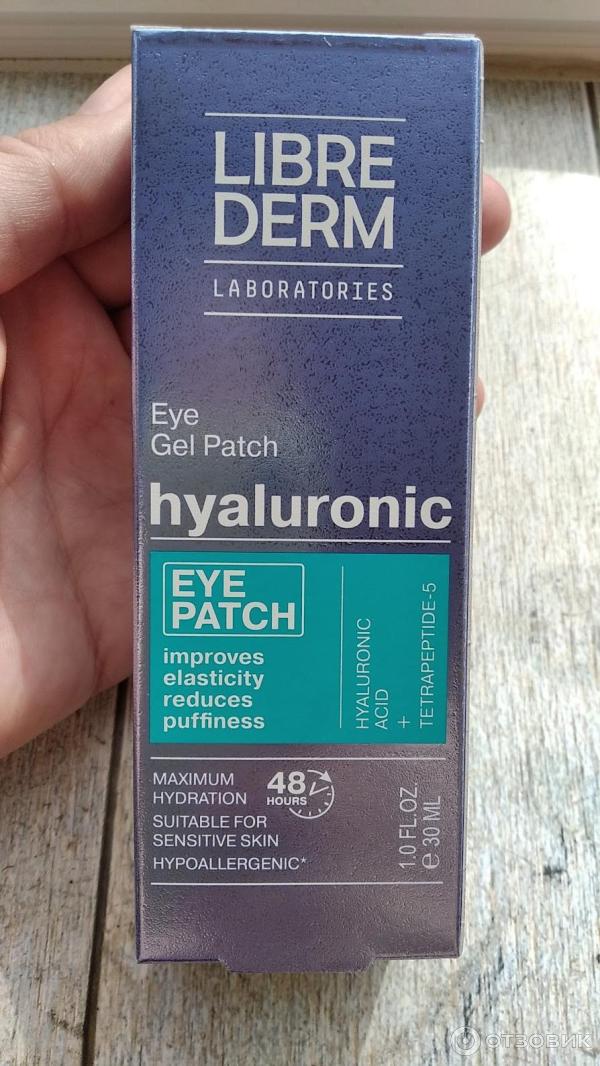 LIBRE
DERM
LABORATORIES
Eye
Gel Patch
hyaluronic
EYE
PATCH
improves
elasticity
reduces
puffiness
HYALURONIC
ACID
+
TETRAPEPTIDE-5
MAXIMUM
HYDRATION
48
HOURS
SUITABLE FOR
SENSITIVE SKIN
HYPOALLERGENIC*
1.0 FL.OZ.
℮ 30 ML
ОТЗОВИК